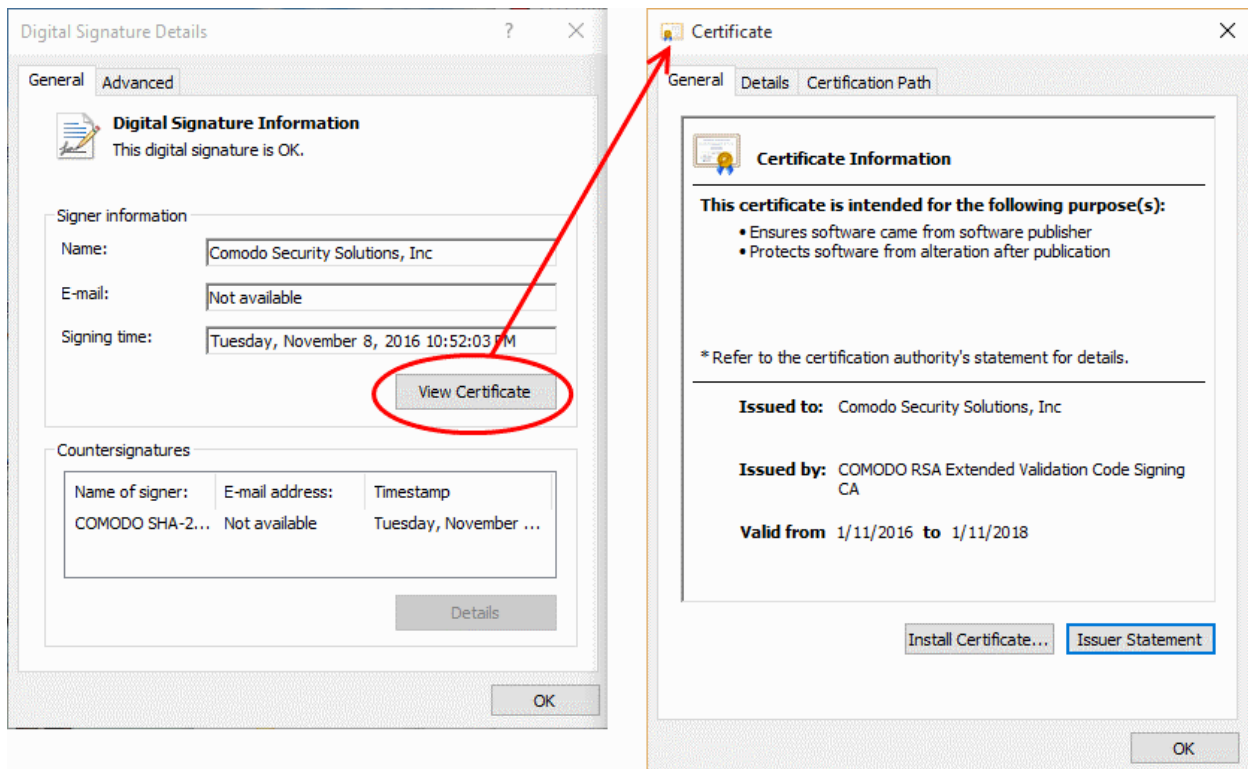 Digital Signature Details
?
General
Advanced
Digital Signature Information
This digital signature is OK.
Signer information
Name:
Comodo Security Solutions, Inc
E-mail:
Not available
Signing time:
Tuesday, November 8, 2016 10:52:03 PM
View Certificate
Countersignatures
Name of signer: E-mail address: Timestamp
COMODO SHA-2... Not available Tuesday, November ...
Details
OK
Certificate
General
Details
Certification Path
Certificate Information
This certificate is intended for the following purpose(s):
• Ensures software came from software publisher
• Protects software from alteration after publication
* Refer to the certification authority's statement for details.
Issued to: Comodo Security Solutions, Inc
Issued by: COMODO RSA Extended Validation Code Signing
CA
Valid from 1/11/2016 to 1/11/2018
Install Certificate...
Issuer Statement
OK